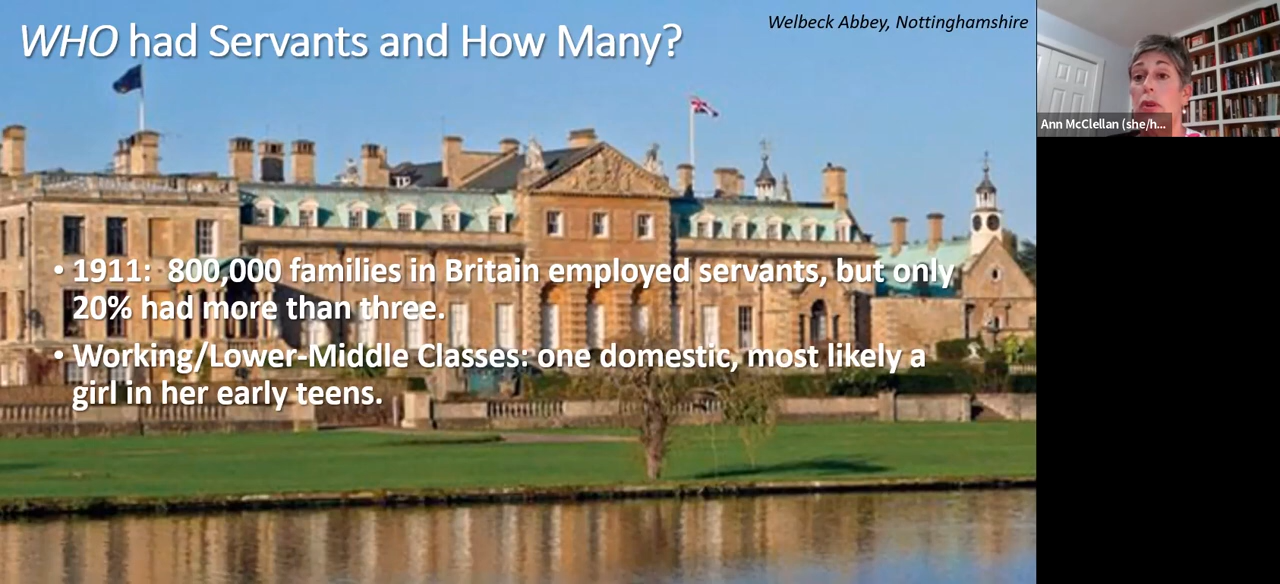 WHO had Servants and How Many?
Welbeck Abbey, Nottinghamshire
• 1911: 800,000 families in Britain employed servants, but only
20% had more than three.
• Working/Lower-Middle Classes: one domestic, most likely a
girl in her early teens.
Ann McClellan (she/h...